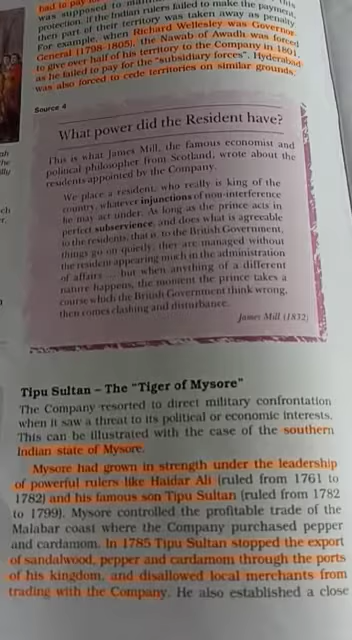 had to pay
was supposed to
protection. If the Indian rulers failed to make the payment,
then part of their territory was taken away as penalty.
For example, when Richard Wellesley was Governor-
General (1798-1805), the Nawab of Awadh was forced
to give over half of his territory to the Company in 1801,
as he failed to pay for the "subsidiary forces". Hyderabad
was also forced to cede territories on similar grounds.
Source 4
What power did the Resident have?
This is what James Mill, the famous economist and
political philosopher from Scotland, wrote about the
residents appointed by the Company.
We place a resident, who really is king of the
country, whatever injunctions of non-interference
he may act under. As long as the prince acts in
perfect subservience, and does what is agreeable
to the residents, that is, to the British Government,
things go on quietly; they are managed without
the resident appearing much in the administration
of affairs ... but when anything of a different
nature happens, the moment the prince takes a
course which the British Government think wrong,
then comes clashing and disturbance.
James Mill (1832)
Tipu Sultan – The "Tiger of Mysore"
The Company resorted to direct military confrontation
when it saw a threat to its political or economic interests.
This can be illustrated with the case of the southern
Indian state of Mysore.
Mysore had grown in strength under the leadership
of powerful rulers like Haidar Ali (ruled from 1761 to
1782) and his famous son Tipu Sultan (ruled from 1782
to 1799). Mysore controlled the profitable trade of the
Malabar coast where the Company purchased pepper
and cardamom. In 1785 Tipu Sultan stopped the export
of sandalwood, pepper and cardamom through the ports
of his kingdom, and disallowed local merchants from
trading with the Company. He also established a close